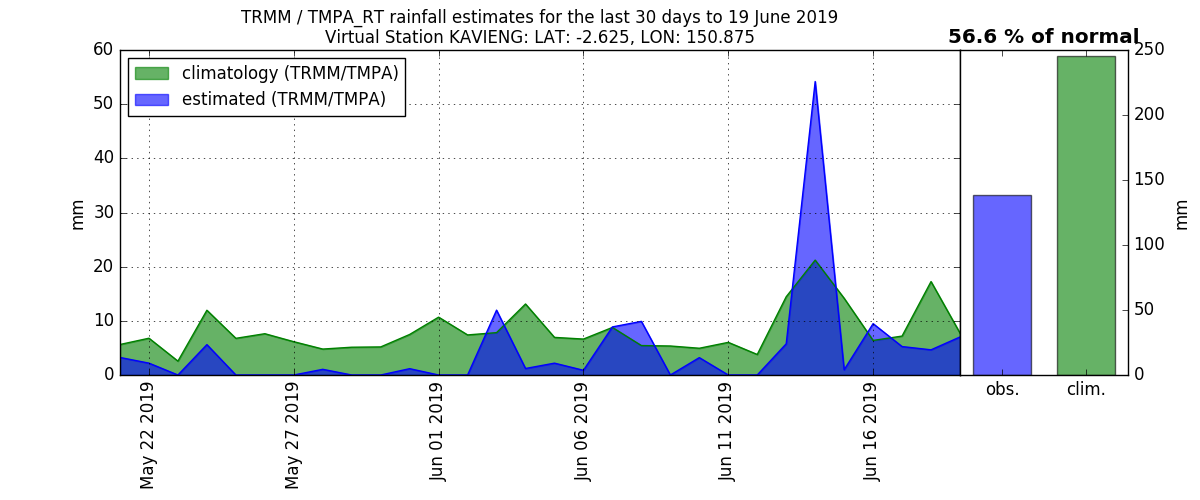 TRMM / TMPA_RT rainfall estimates for the last 30 days to 19 June 2019
Virtual Station KAVIENG: LAT: -2.625, LON: 150.875
56.6 % of normal
climatology (TRMM/TMPA)
estimated (TRMM/TMPA)
60
50
40
30
20
10
0
mm
May 22 2019
May 27 2019
Jun 01 2019
Jun 06 2019
Jun 11 2019
Jun 16 2019
250
200
150
100
50
0
mm
obs.
clim.